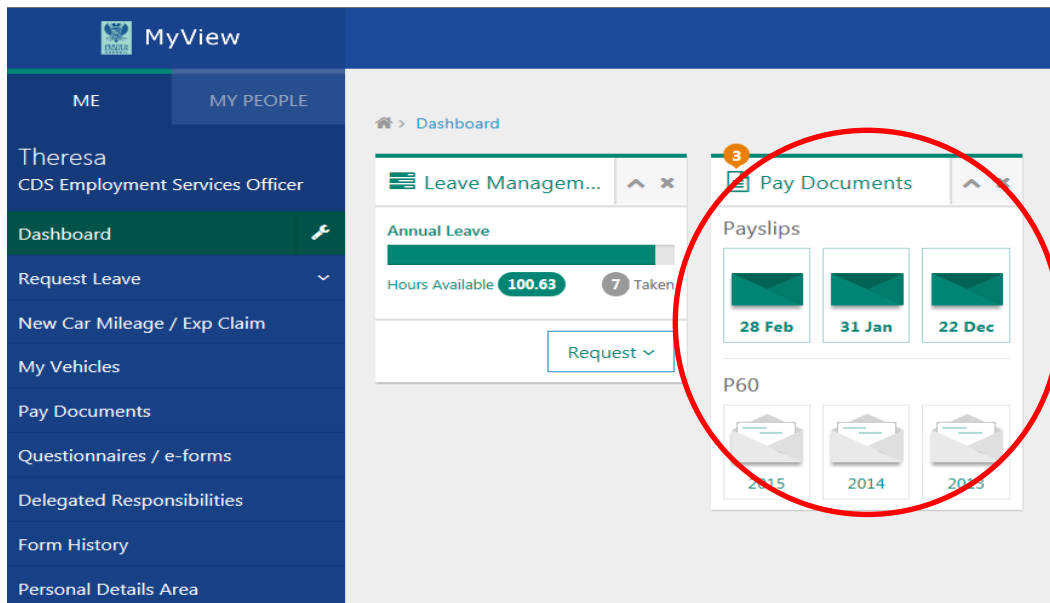 MyView
ME
MY PEOPLE
Theresa
CDS Employment Services Officer
Dashboard
Request Leave
New Car Mileage / Exp Claim
My Vehicles
Pay Documents
Questionnaires / e-forms
Delegated Responsibilities
Form History
Personal Details Area
> Dashboard
Leave Managem...
Annual Leave
Hours Available 100.63 7 Taken
Request
3
Pay Documents
Payslips
28 Feb 31 Jan 22 Dec
P60
2015 2014 2013